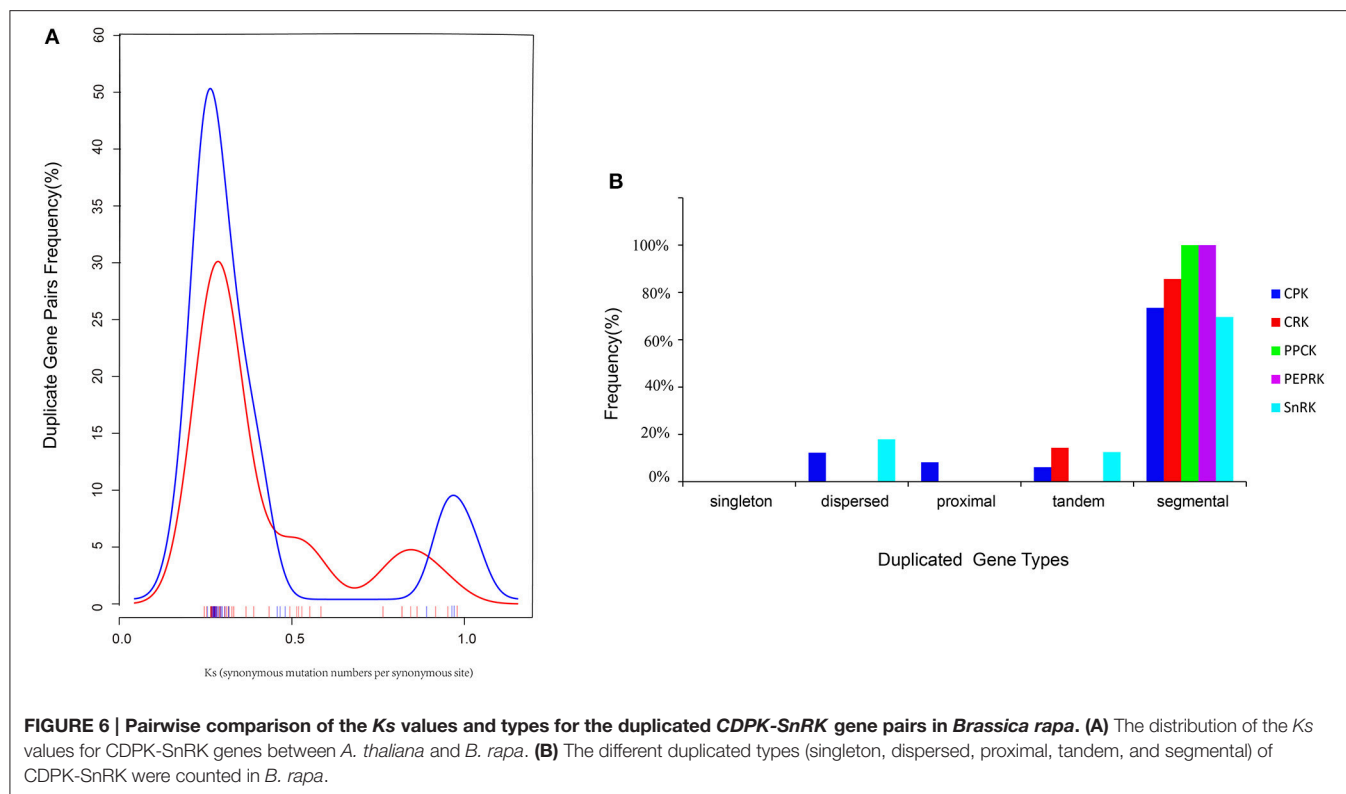 A
60
50
40
35
30
25
20
15
10
5
0
Duplicate Gene Pairs Frequency(%)
0.0
0.5
1.0
Ks (synonymous mutation numbers per synonymous site)
B
100%
80%
60%
40%
20%
0%
Frequency(%)
singleton
dispersed
proximal
tandem
segmental
Duplicated Gene Types
CPK
CRK
PPCK
PEPRK
SnRK
FIGURE 6 | Pairwise comparison of the Ks values and types for the duplicated CDPK-SnRK gene pairs in Brassica rapa. (A) The distribution of the Ks
values for CDPK-SnRK genes between A. thaliana and B. rapa. (B) The different duplicated types (singleton, dispersed, proximal, tandem, and segmental) of
CDPK-SnRK were counted in B. rapa.